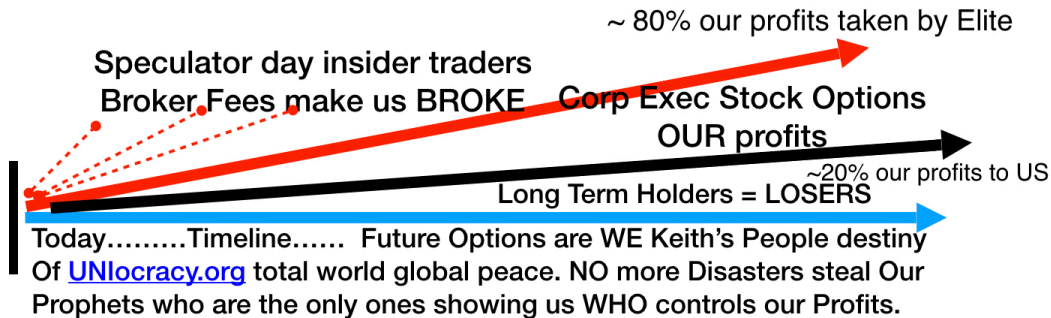 ~ 80% our profits taken by Elite
Speculator day insider traders
Broker Fees make us BROKE
Corp Exec Stock Options
OUR profits
~20% our profits to US
Long Term Holders = LOSERS
Today.........Timeline...... Future Options are WE Keith's People destiny
Of UNIocracy.org total world global peace. NO more Disasters steal Our
Prophets who are the only ones showing us WHO controls our Profits.